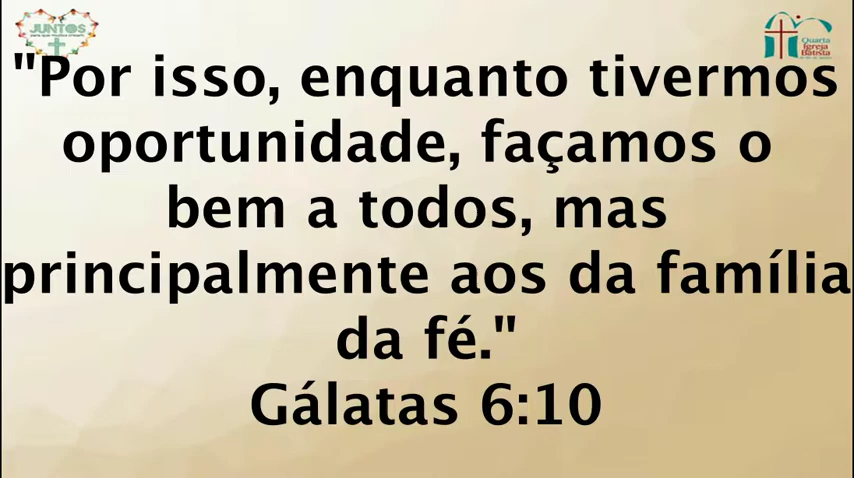 JUNTOS
Quarta
Igreja
Batista
"Por isso, enquanto tivermos
oportunidade, façamos o
bem a todos, mas
principalmente aos da família
da fé."
Gálatas 6:10